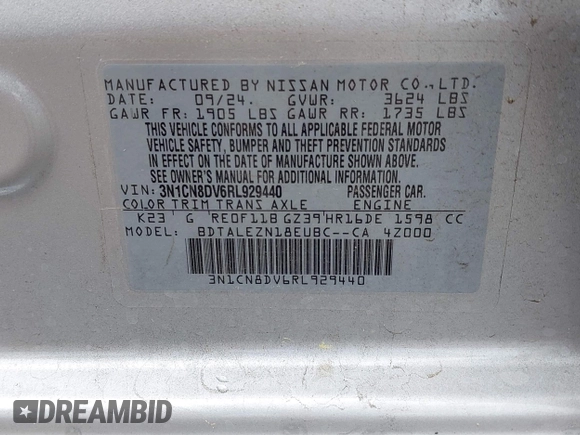 MANUFACTURED BY NISSAN MOTOR CO., LTD.
DATE: 09/24. GVWR: 3624 LBS
GAWR FR: 1905 LBS GAWR RR: 1735 LBS
THIS VEHICLE CONFORMS TO ALL APPLICABLE FEDERAL MOTOR
VEHICLE SAFETY, BUMPER AND THEFT PREVENTION STANDARDS
IN EFFECT ON THE DATE OF MANUFACTURE SHOWN ABOVE.
SEE OWNERS MANUAL FOR ADDITIONAL INFORMATION.
VIN: 3N1CN8DV6RL929440 PASSENGER CAR.
COLOR TRIM TRANS AXLE ENGINE
K23 G RE0F11B GZ39 HR16DE 1598 CC
MODEL: BDTALEZN18EUBC--CA 4Z000
3N1CN8DV6RL929440
DREAMBID